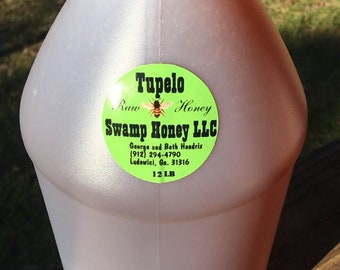 Tupelo
Raw Honey
Swamp Honey LLC
George and Beth Hendrix
(912) 294-4790
Ludowici, Ga. 31316
12 LB